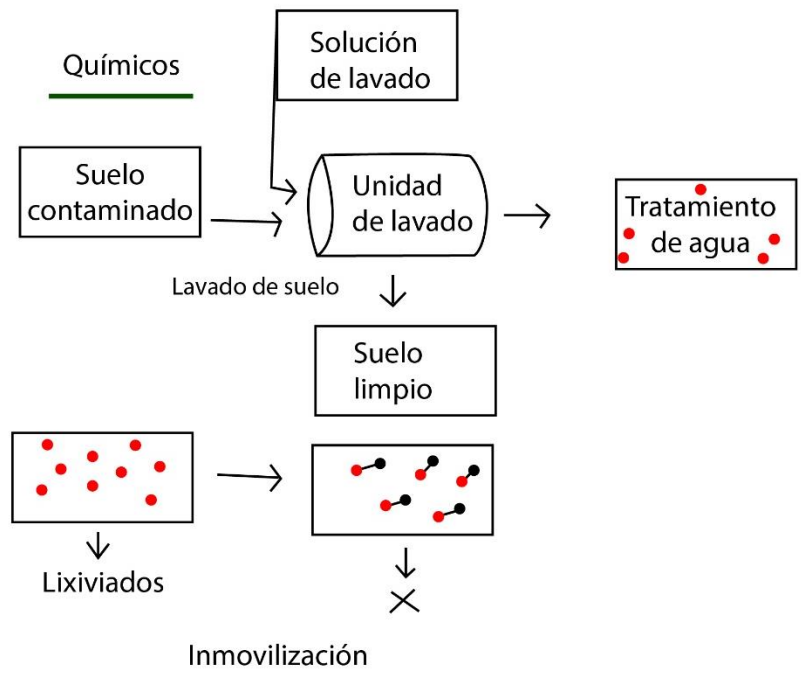 Químicos
Solución
de lavado
Suelo
contaminado
Unidad
de lavado
Tratamiento
de agua
Lavado de suelo
Suelo
limpio
Lixiviados
Inmovilización